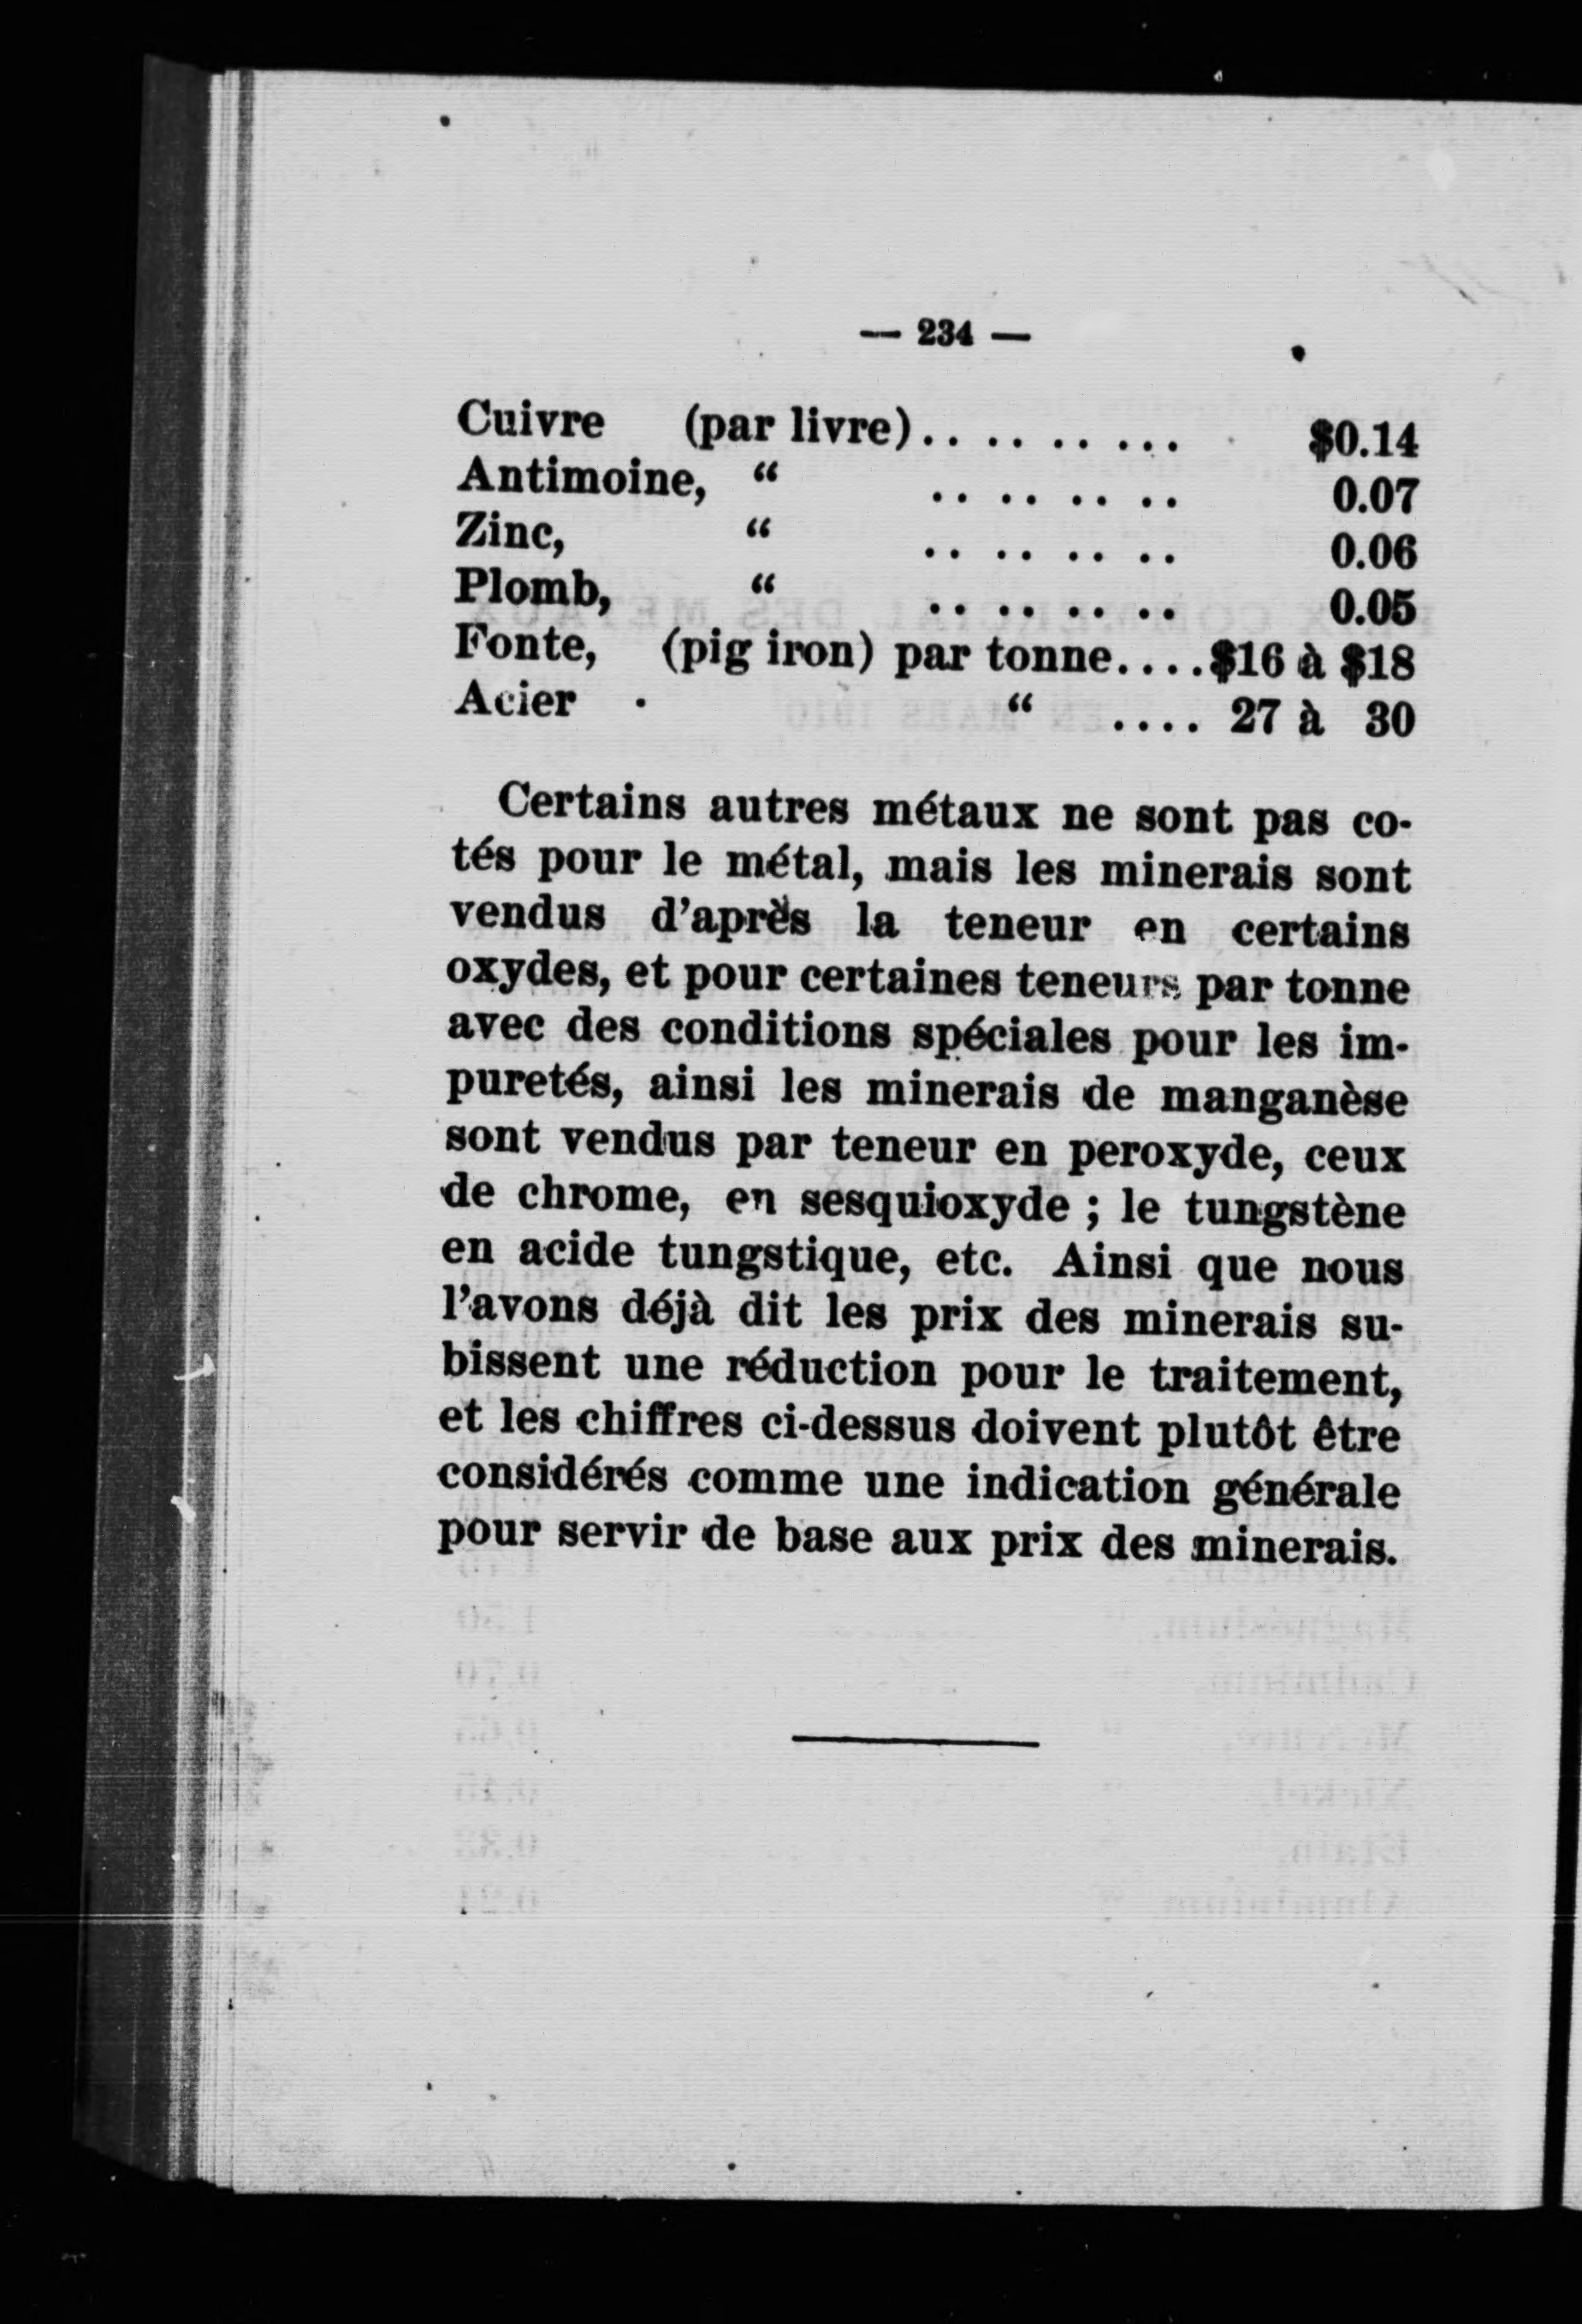 — 234 —
Cuivre (par livre).. .. .. ... $0.14
Antimoine, “ .. .. .. .. 0.07
Zinc, “ .. .. .. .. 0.06
Plomb, “ .. .. .. .. 0.05
Fonte, (pig iron) par tonne....$16 à $18
Acier “ .... 27 à 30
Certains autres métaux ne sont pas co-
tés pour le métal, mais les minerais sont
vendus d’après la teneur en certains
oxydes, et pour certaines teneurs par tonne
avec des conditions spéciales pour les im-
puretés, ainsi les minerais de manganèse
sont vendus par teneur en peroxyde, ceux
de chrome, en sesquioxyde ; le tungstène
en acide tungstique, etc. Ainsi que nous
l’avons déjà dit les prix des minerais su-
bissent une réduction pour le traitement,
et les chiffres ci-dessus doivent plutôt être
considérés comme une indication générale
pour servir de base aux prix des minerais.